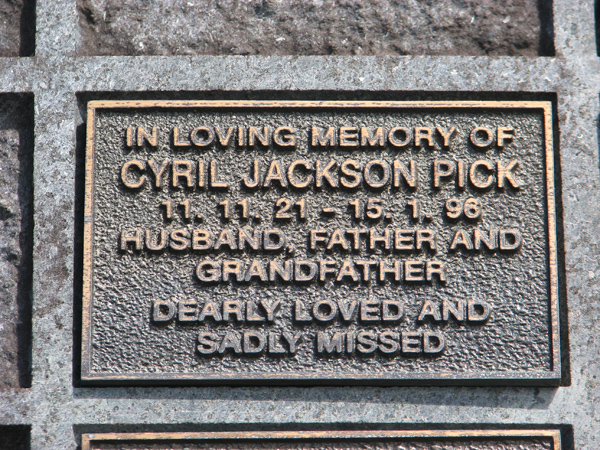 IN LOVING MEMORY OF
CYRIL JACKSON PICK
11. 11. 21 - 15. 1. 96
HUSBAND, FATHER AND
GRANDFATHER
DEARLY LOVED AND
SADLY MISSED